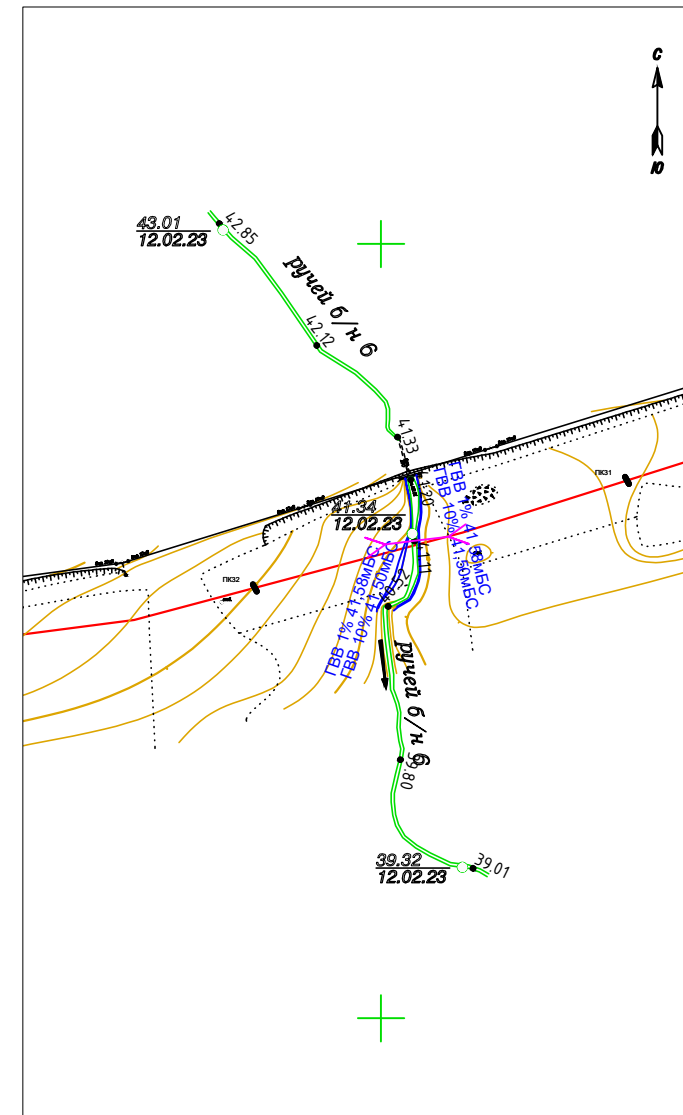 С
Ю
43.01
12.02.23
42.85
ручей б/н 6
42.12
41.33
41.34
12.02.23
ГВВ 1% 41,58мБС
ГВВ 10% 41,50мБС
ПК31
ПК32
41.11
40.52
ГВВ 1% 41,58мБС
ГВВ 10% 41,50мБС
ручей б/н 6
39.80
39.32
12.02.23
39.01